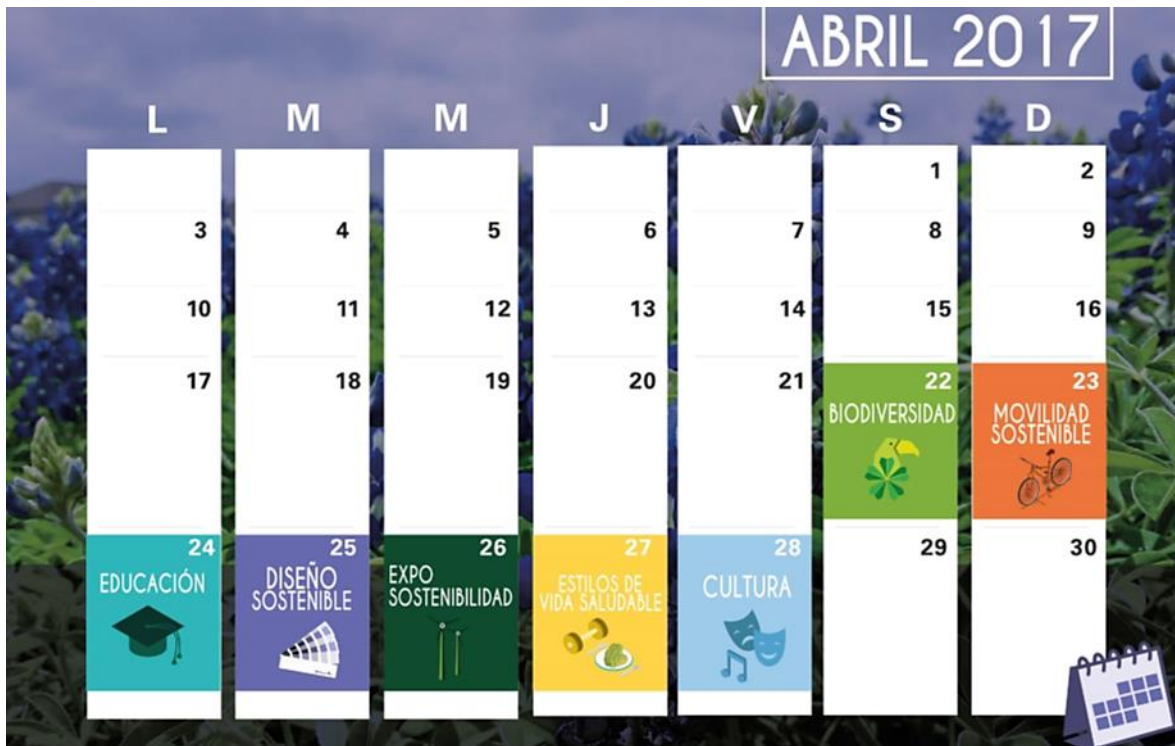 ABRIL 2017
L M M J V S D
1 2
3 4 5 6 7 8 9
10 11 12 13 14 15 16
17 18 19 20 21 22 23
BIODIVERSIDAD
MOVILIDAD
SOSTENIBLE
24 25 26 27 28 29 30
EDUCACIÓN
DISEÑO
SOSTENIBLE
EXPO
SOSTENIBILIDAD
ESTILOS DE
VIDA SALUDABLE
CULTURA